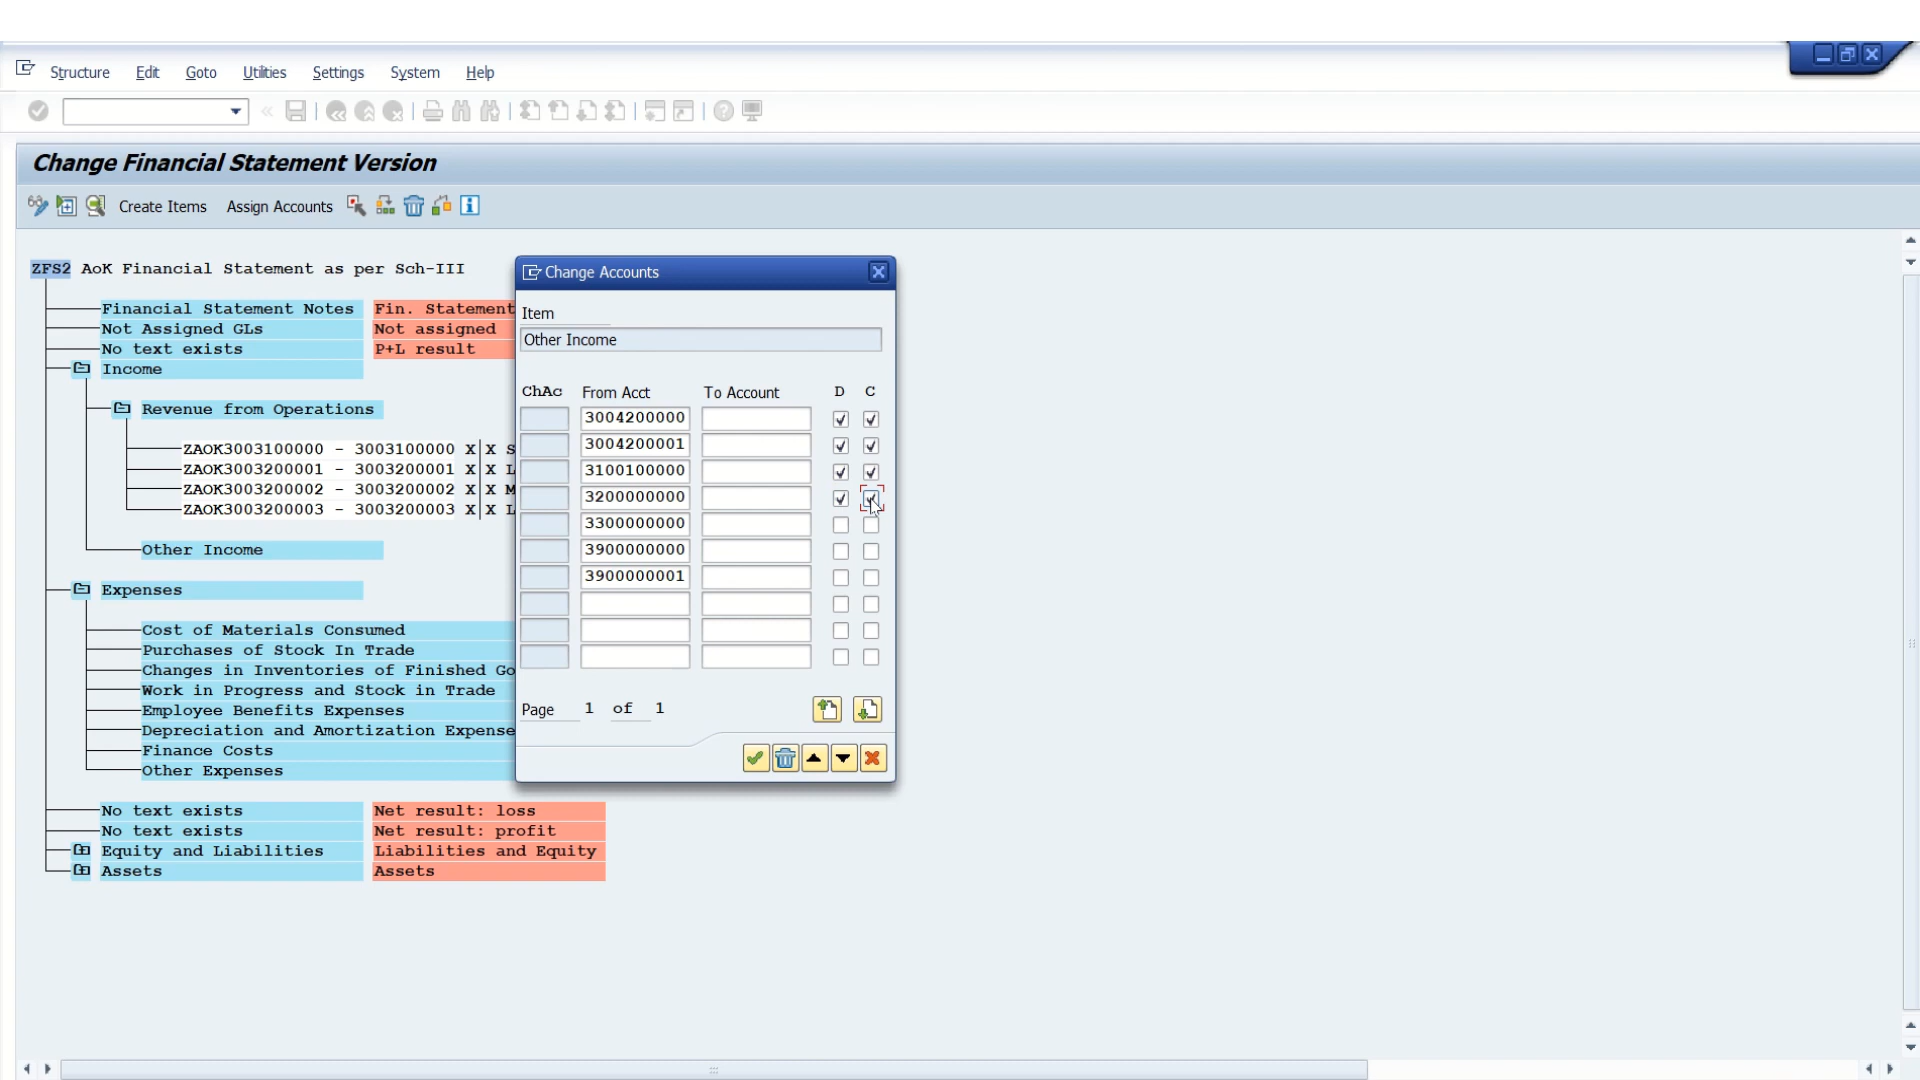 Structure Edit Goto Utilities Settings System Help
Change Financial Statement Version
Create Items Assign Accounts
ZFS2 AoK Financial Statement as per Sch-III
Financial Statement Notes Fin. Statement
Not Assigned GLs Not assigned
No text exists P+L result
Income
Revenue from Operations
ZAOK3003100000 - 3003100000 X X S
ZAOK3003200001 - 3003200001 X X L
ZAOK3003200002 - 3003200002 X X M
ZAOK3003200003 - 3003200003 X X L
Other Income
Expenses
Cost of Materials Consumed
Purchases of Stock In Trade
Changes in Inventories of Finished Go
Work in Progress and Stock in Trade
Employee Benefits Expenses
Depreciation and Amortization Expense
Finance Costs
Other Expenses
No text exists Net result: loss
No text exists Net result: profit
Equity and Liabilities Liabilities and Equity
Assets Assets
Change Accounts
Item
Other Income
ChAc From Acct To Account D C
3004200000
3004200001
3100100000
3200000000
3300000000
3900000000
3900000001
Page 1 of 1